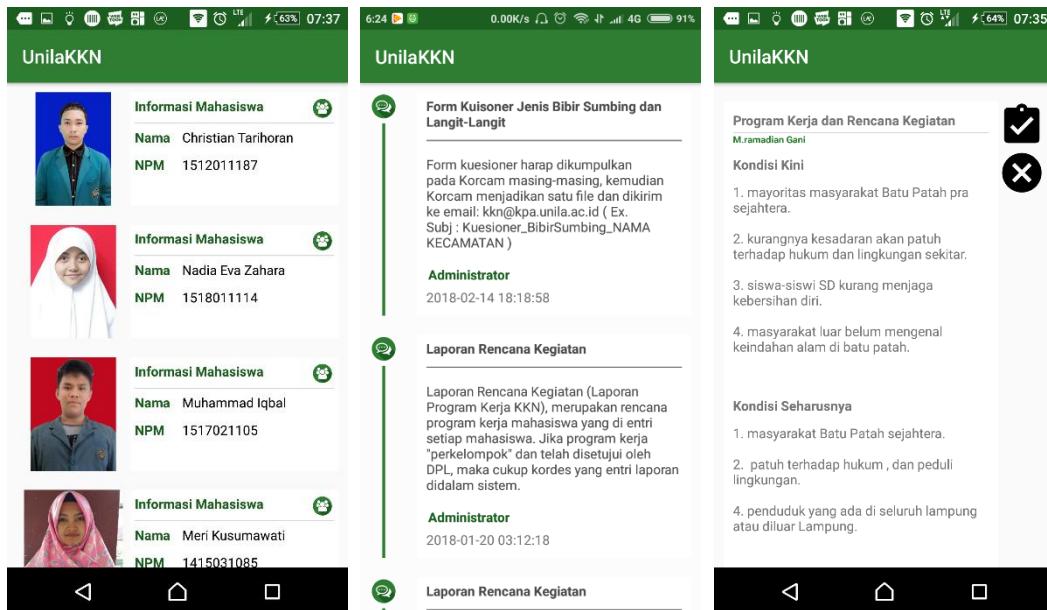 63% 07:37
UnilaKKN
Informasi Mahasiswa
Nama Christian Tarihoran
NPM 1512011187
Informasi Mahasiswa
Nama Nadia Eva Zahara
NPM 1518011114
Informasi Mahasiswa
Nama Muhammad Iqbal
NPM 1517021105
Informasi Mahasiswa
Nama Meri Kusumawati
NPM 1415031085
6:24 0.00K/s 4G 91%
UnilaKKN
Form Kuisoner Jenis Bibir Sumbing dan
Langit-Langit
Form kuesioner harap dikumpulkan
pada Korcam masing-masing, kemudian
Korcam menjadikan satu file dan dikirim
ke email: kkn@kpa.unila.ac.id ( Ex.
Subj : Kuesioner_BibirSumbing_NAMA
KECAMATAN )
Administrator
2018-02-14 18:18:58
Laporan Rencana Kegiatan
Laporan Rencana Kegiatan (Laporan
Program Kerja KKN), merupakan rencana
program kerja mahasiswa yang di entri
setiap mahasiswa. Jika program kerja
"perkelompok" dan telah disetujui oleh
DPL, maka cukup kordes yang entri laporan
didalam sistem.
Administrator
2018-01-20 03:12:18
Laporan Rencana Kegiatan
LTE 64% 07:35
UnilaKKN
Program Kerja dan Rencana Kegiatan
M.ramadian Gani
Kondisi Kini
1. mayoritas masyarakat Batu Patah pra
sejahtera.
2. kurangnya kesadaran akan patuh
terhadap hukum dan lingkungan sekitar.
3. siswa-siswi SD kurang menjaga
kebersihan diri.
4. masyarakat luar belum mengenal
keindahan alam di batu patah.
Kondisi Seharusnya
1. masyarakat Batu Patah sejahtera.
2. patuh terhadap hukum , dan peduli
lingkungan.
4. penduduk yang ada di seluruh lampung
atau diluar Lampung.